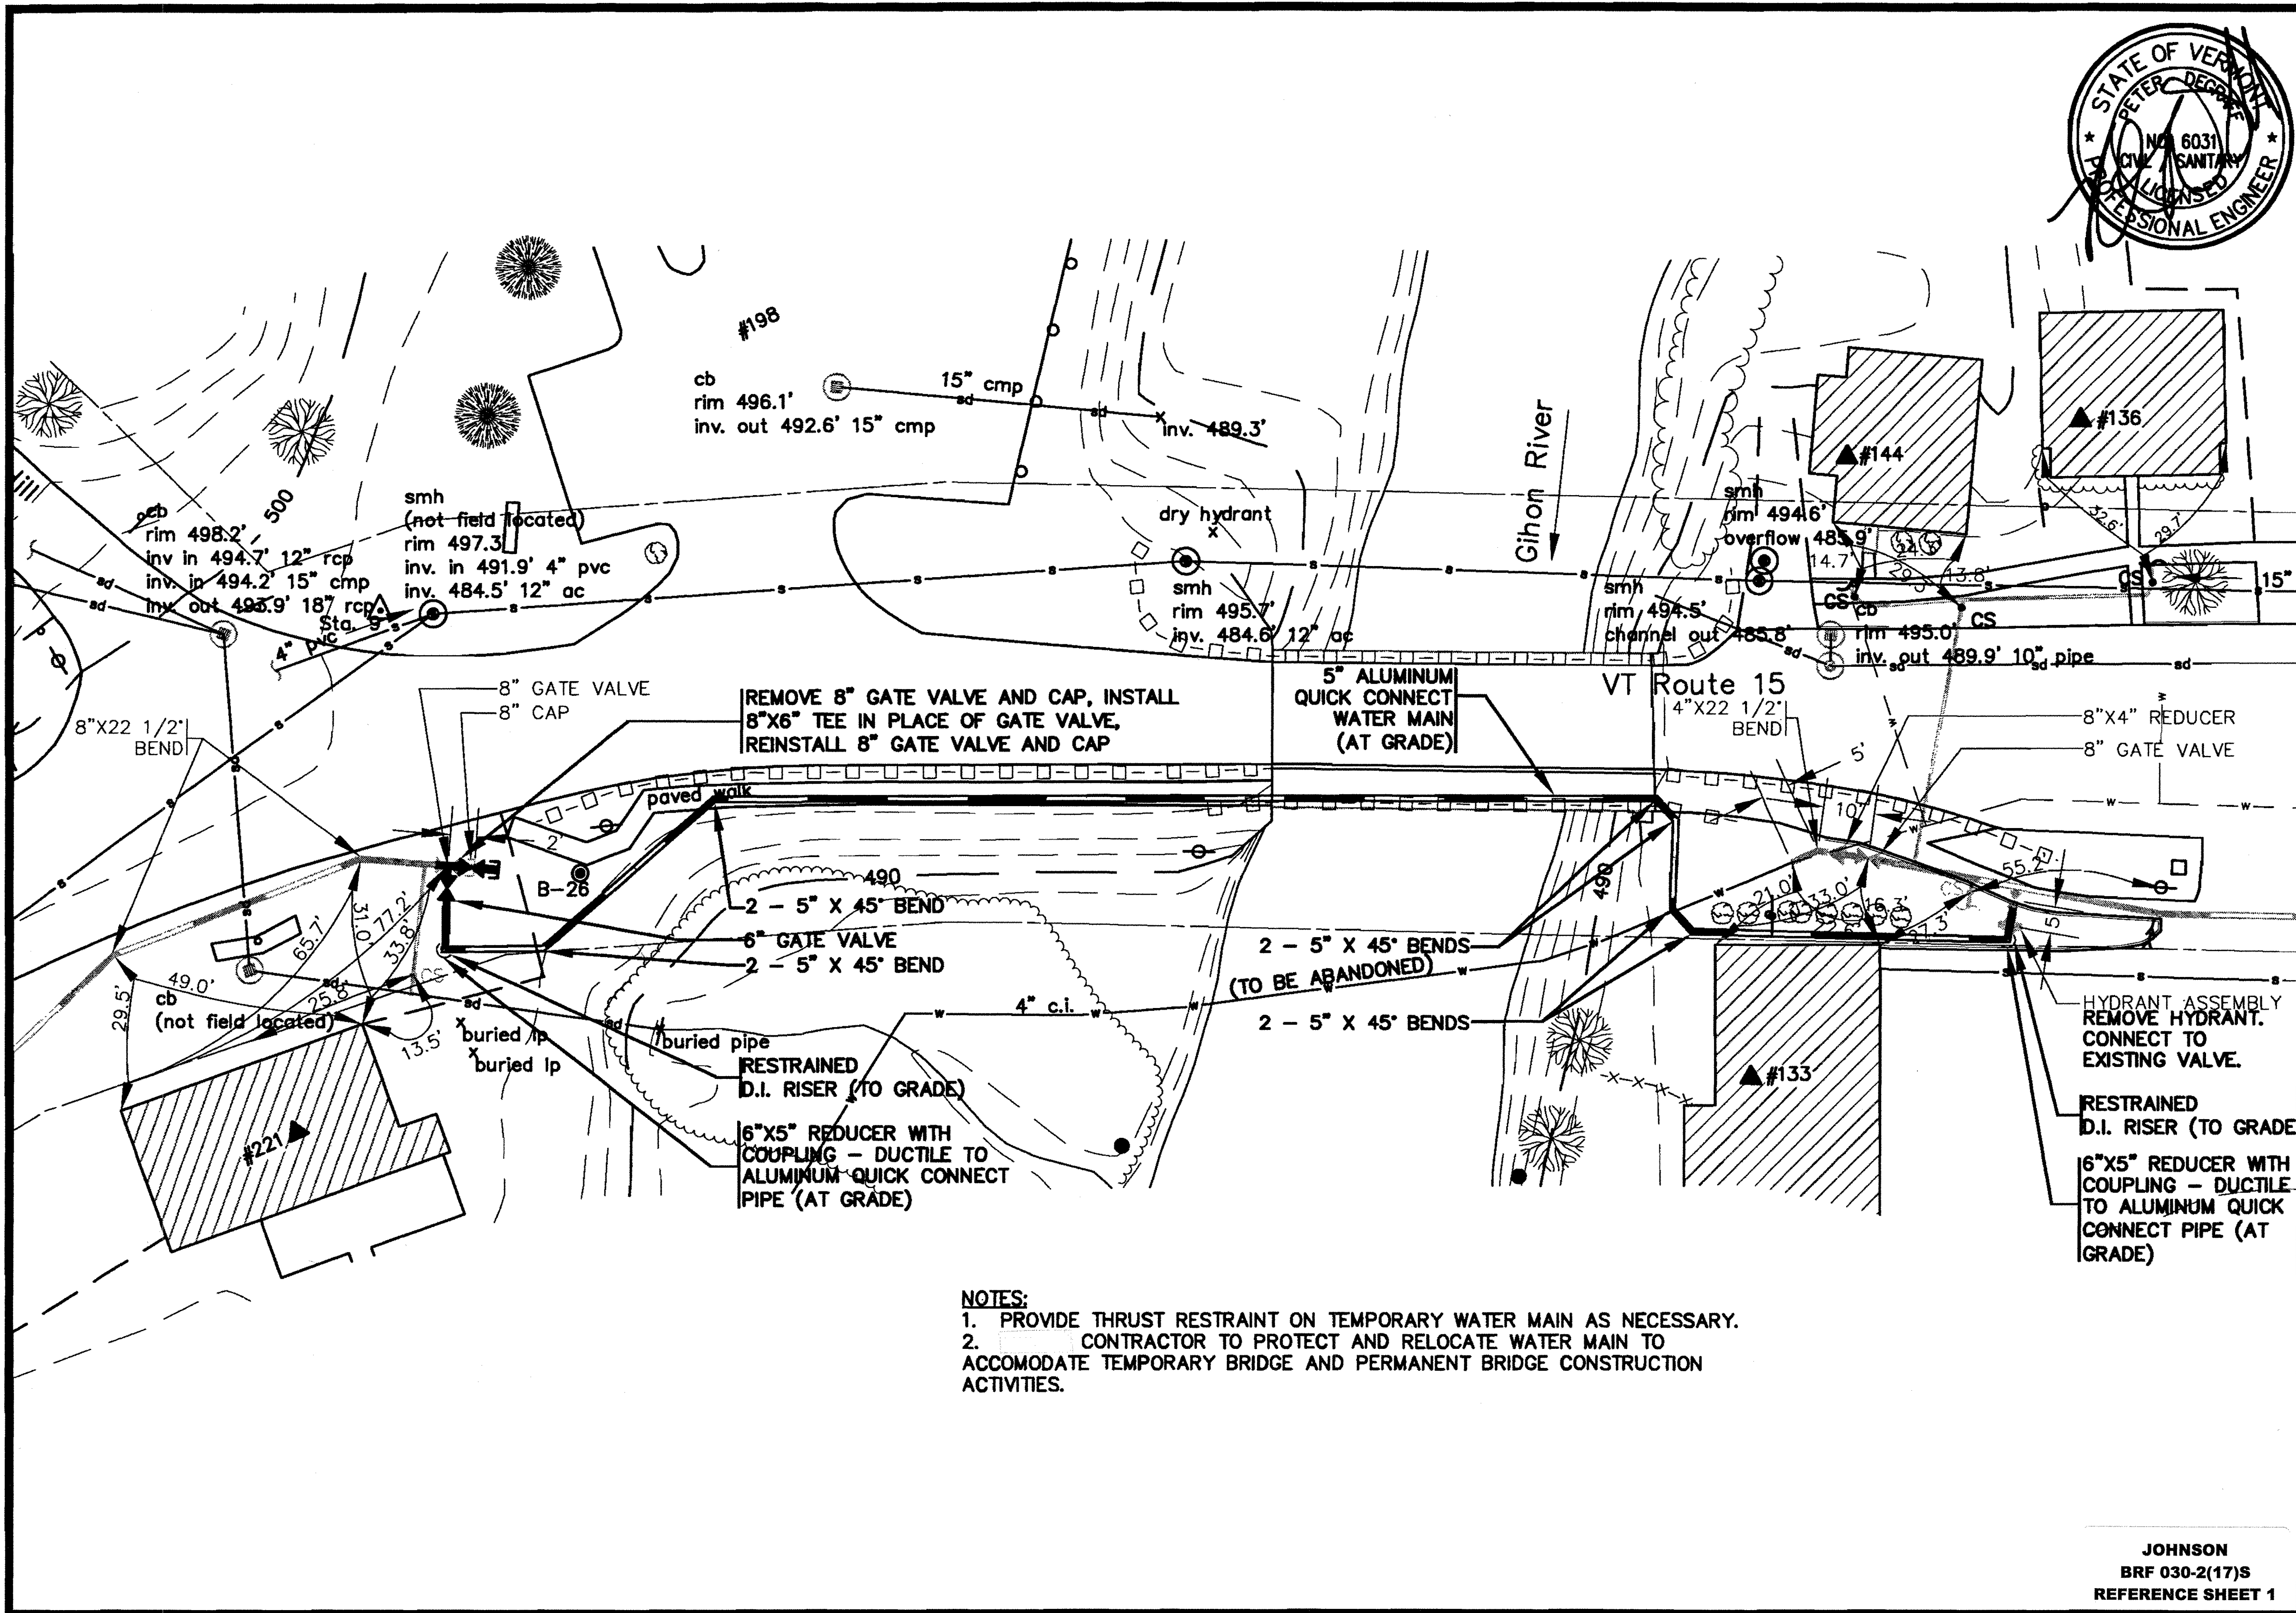 STATE OF VERMONT
PETER DEGRAFF
NO. 6031
CIVIL SANITARY
LICENSED
PROFESSIONAL ENGINEER
#198
cb
rim 496.1'
inv. out 492.6' 15" cmp
15" cmp
sd
sd
inv. 489.3'
Gihon River
#144
#136
500
cb
rim 498.2'
inv in 494.7' 12" rcp
inv. in 494.2' 15" cmp
inv. out 493.9' 18" rcp
Sta. 9
4" pvc
smh
(not field located)
rim 497.3
inv. in 491.9' 4" pvc
inv. 484.5' 12" ac
dry hydrant
smh
rim 495.7'
inv. 484.6' 12" ac
smh
rim 494.6'
overflow 485.9'
smh
rim 494.5'
channel out 485.8'
14.7'
13.8'
32.6'
29.7'
CS
CS
CS
15"
cb
rim 495.0'
inv. out 489.9' 10" pipe
sd
sd
VT Route 15
8" GATE VALVE
8" CAP
8"X22 1/2°
BEND
REMOVE 8" GATE VALVE AND CAP, INSTALL
8"X6" TEE IN PLACE OF GATE VALVE,
REINSTALL 8" GATE VALVE AND CAP
5" ALUMINUM
QUICK CONNECT
WATER MAIN
(AT GRADE)
4"X22 1/2°
BEND
8"X4" REDUCER
8" GATE VALVE
5'
10'
paved walk
2'
B-26
490
2 - 5" X 45° BEND
6" GATE VALVE
2 - 5" X 45° BEND
490
2 - 5" X 45° BENDS
(TO BE ABANDONED)
4" c.i.
2 - 5" X 45° BENDS
21.0'
33.0'
16.3'
27.3'
55.2'
CS
5'
31.0'
77.2'
65.7'
33.8'
49.0'
25.8'
29.5'
13.5'
CS
cb
(not field located)
buried lp
buried lp
buried pipe
RESTRAINED
D.I. RISER (TO GRADE)
6"X5" REDUCER WITH
COUPLING - DUCTILE TO
ALUMINUM QUICK CONNECT
PIPE (AT GRADE)
#221
#133
HYDRANT ASSEMBLY
REMOVE HYDRANT.
CONNECT TO
EXISTING VALVE.
RESTRAINED
D.I. RISER (TO GRADE
6"X5" REDUCER WITH
COUPLING - DUCTILE
TO ALUMINUM QUICK
CONNECT PIPE (AT
GRADE)
NOTES:
1. PROVIDE THRUST RESTRAINT ON TEMPORARY WATER MAIN AS NECESSARY.
2. CONTRACTOR TO PROTECT AND RELOCATE WATER MAIN TO
ACCOMODATE TEMPORARY BRIDGE AND PERMANENT BRIDGE CONSTRUCTION
ACTIVITIES.
JOHNSON
BRF 030-2(17)S
REFERENCE SHEET 1